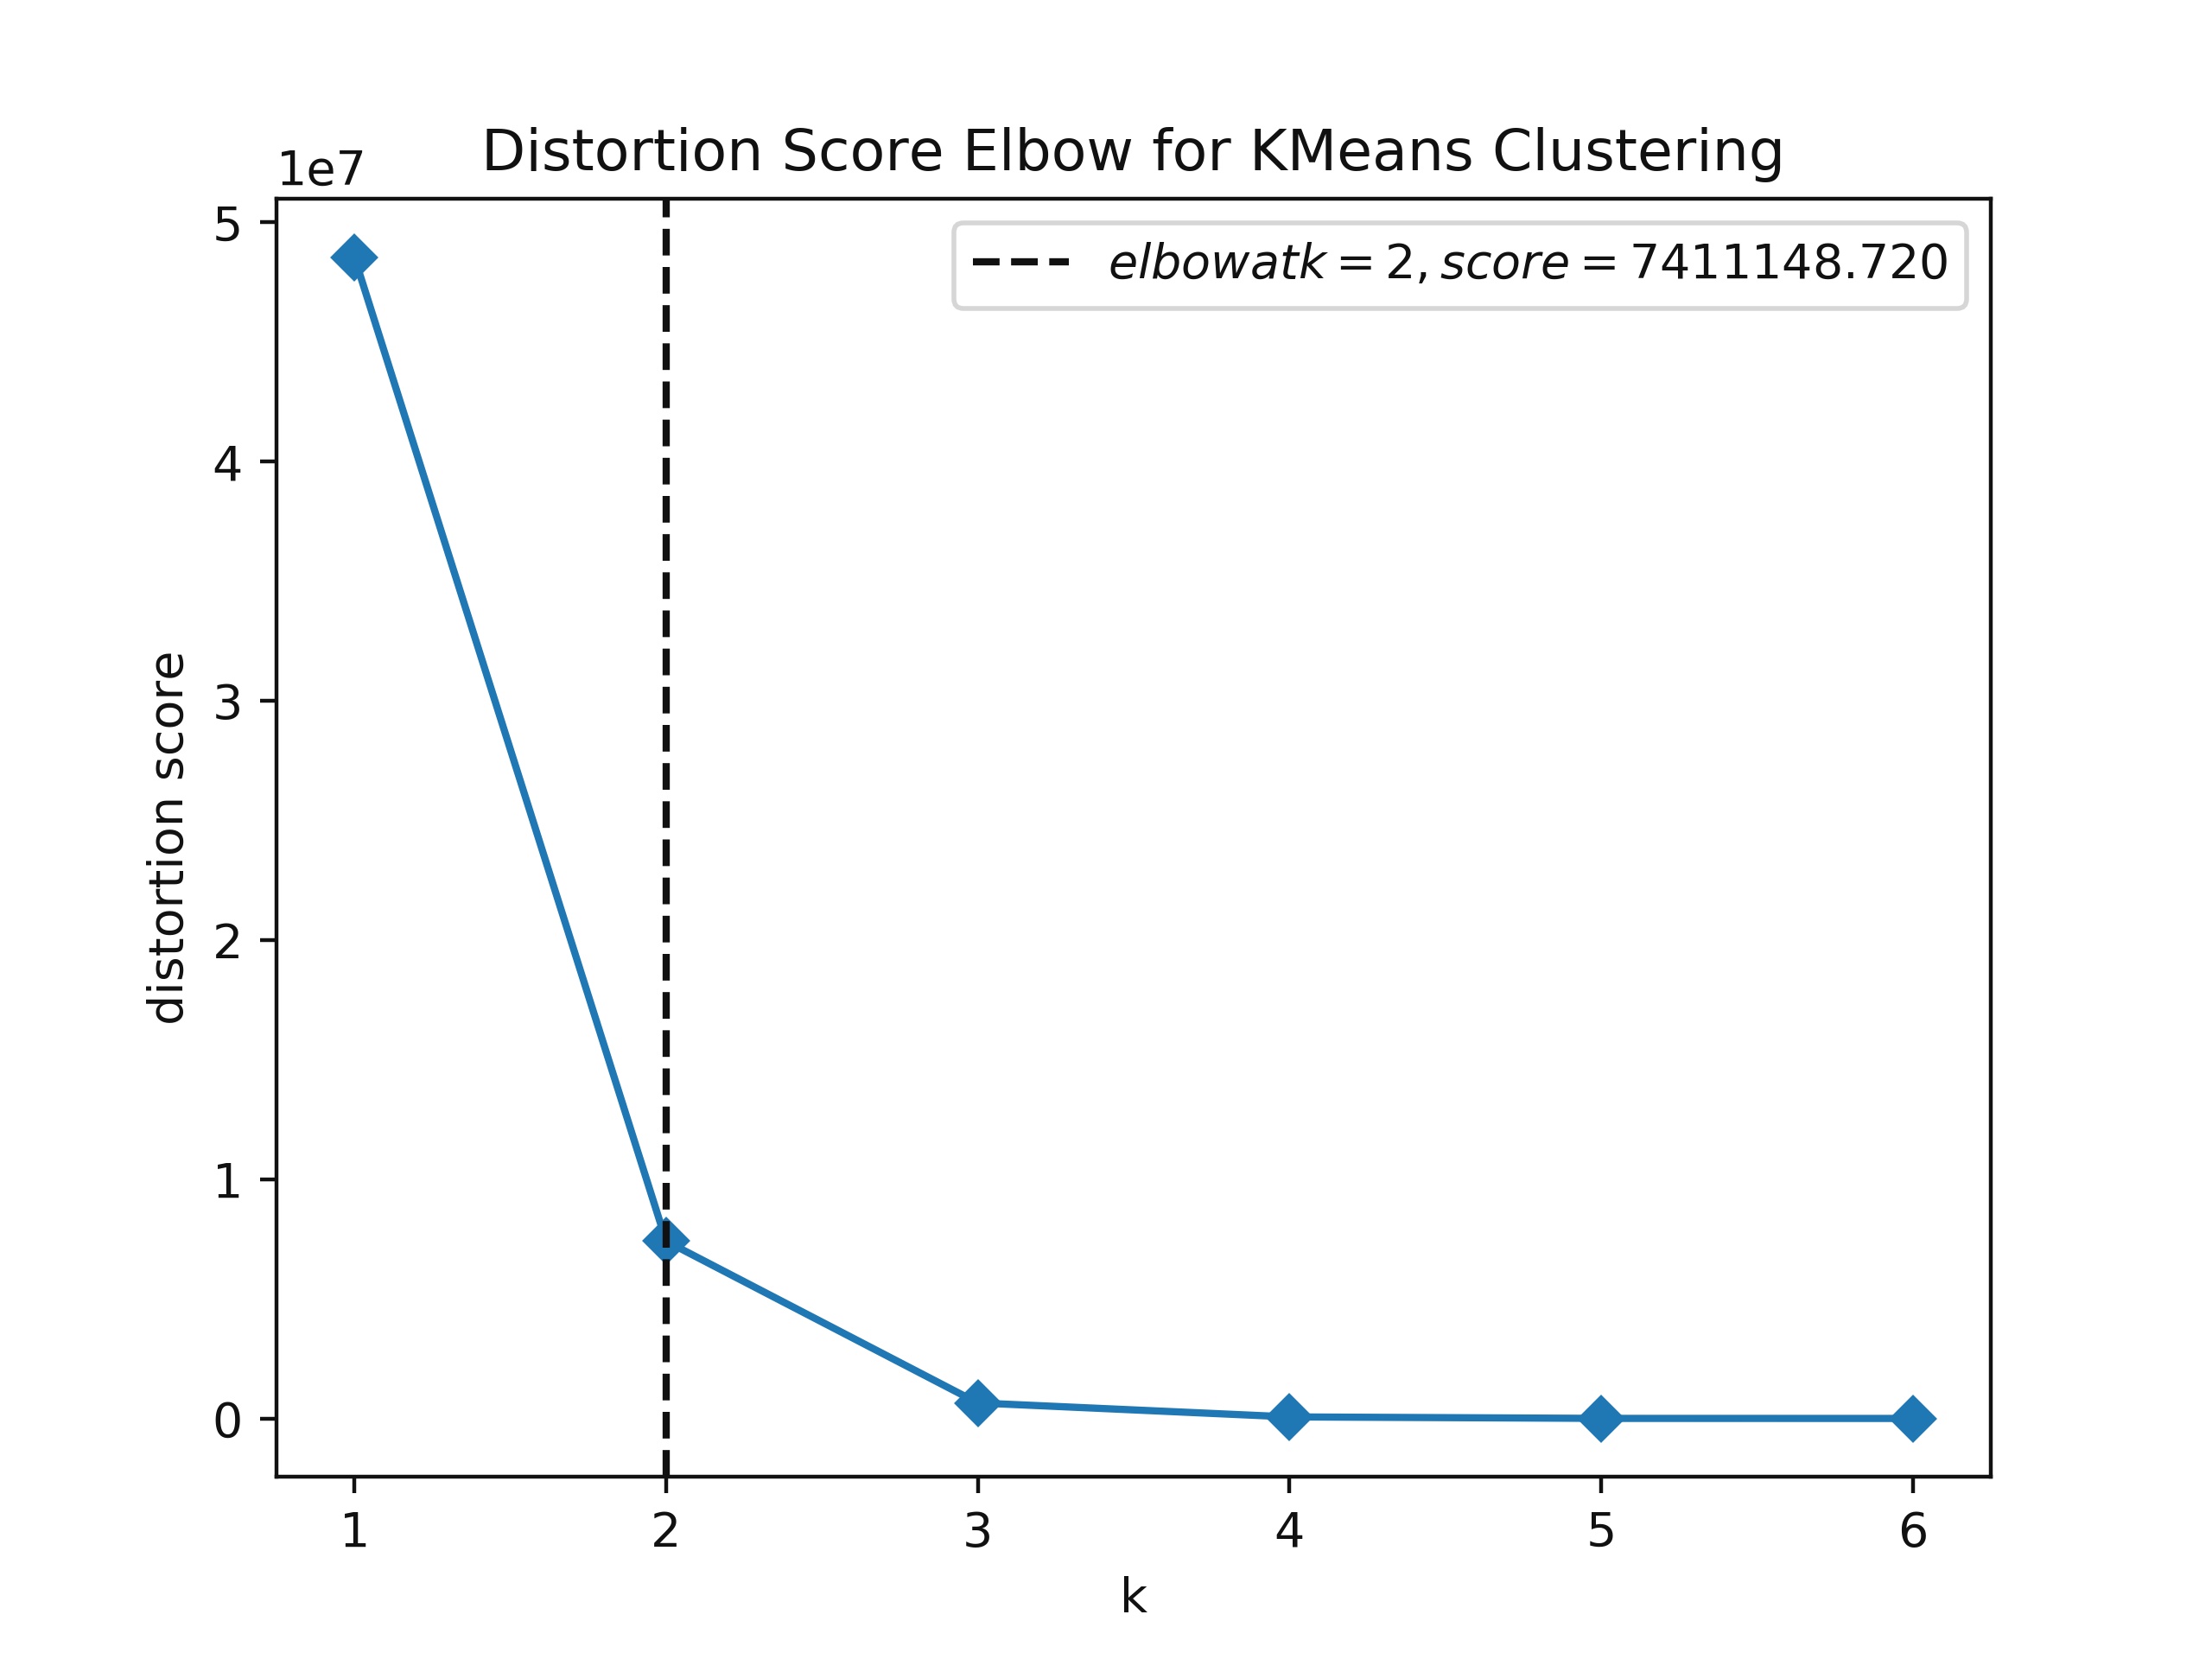 Distortion Score Elbow for KMeans Clustering
1e7
elbowatk = 2, score = 7411148.720
5
4
3
2
1
0
distortion score
1 2 3 4 5 6
k